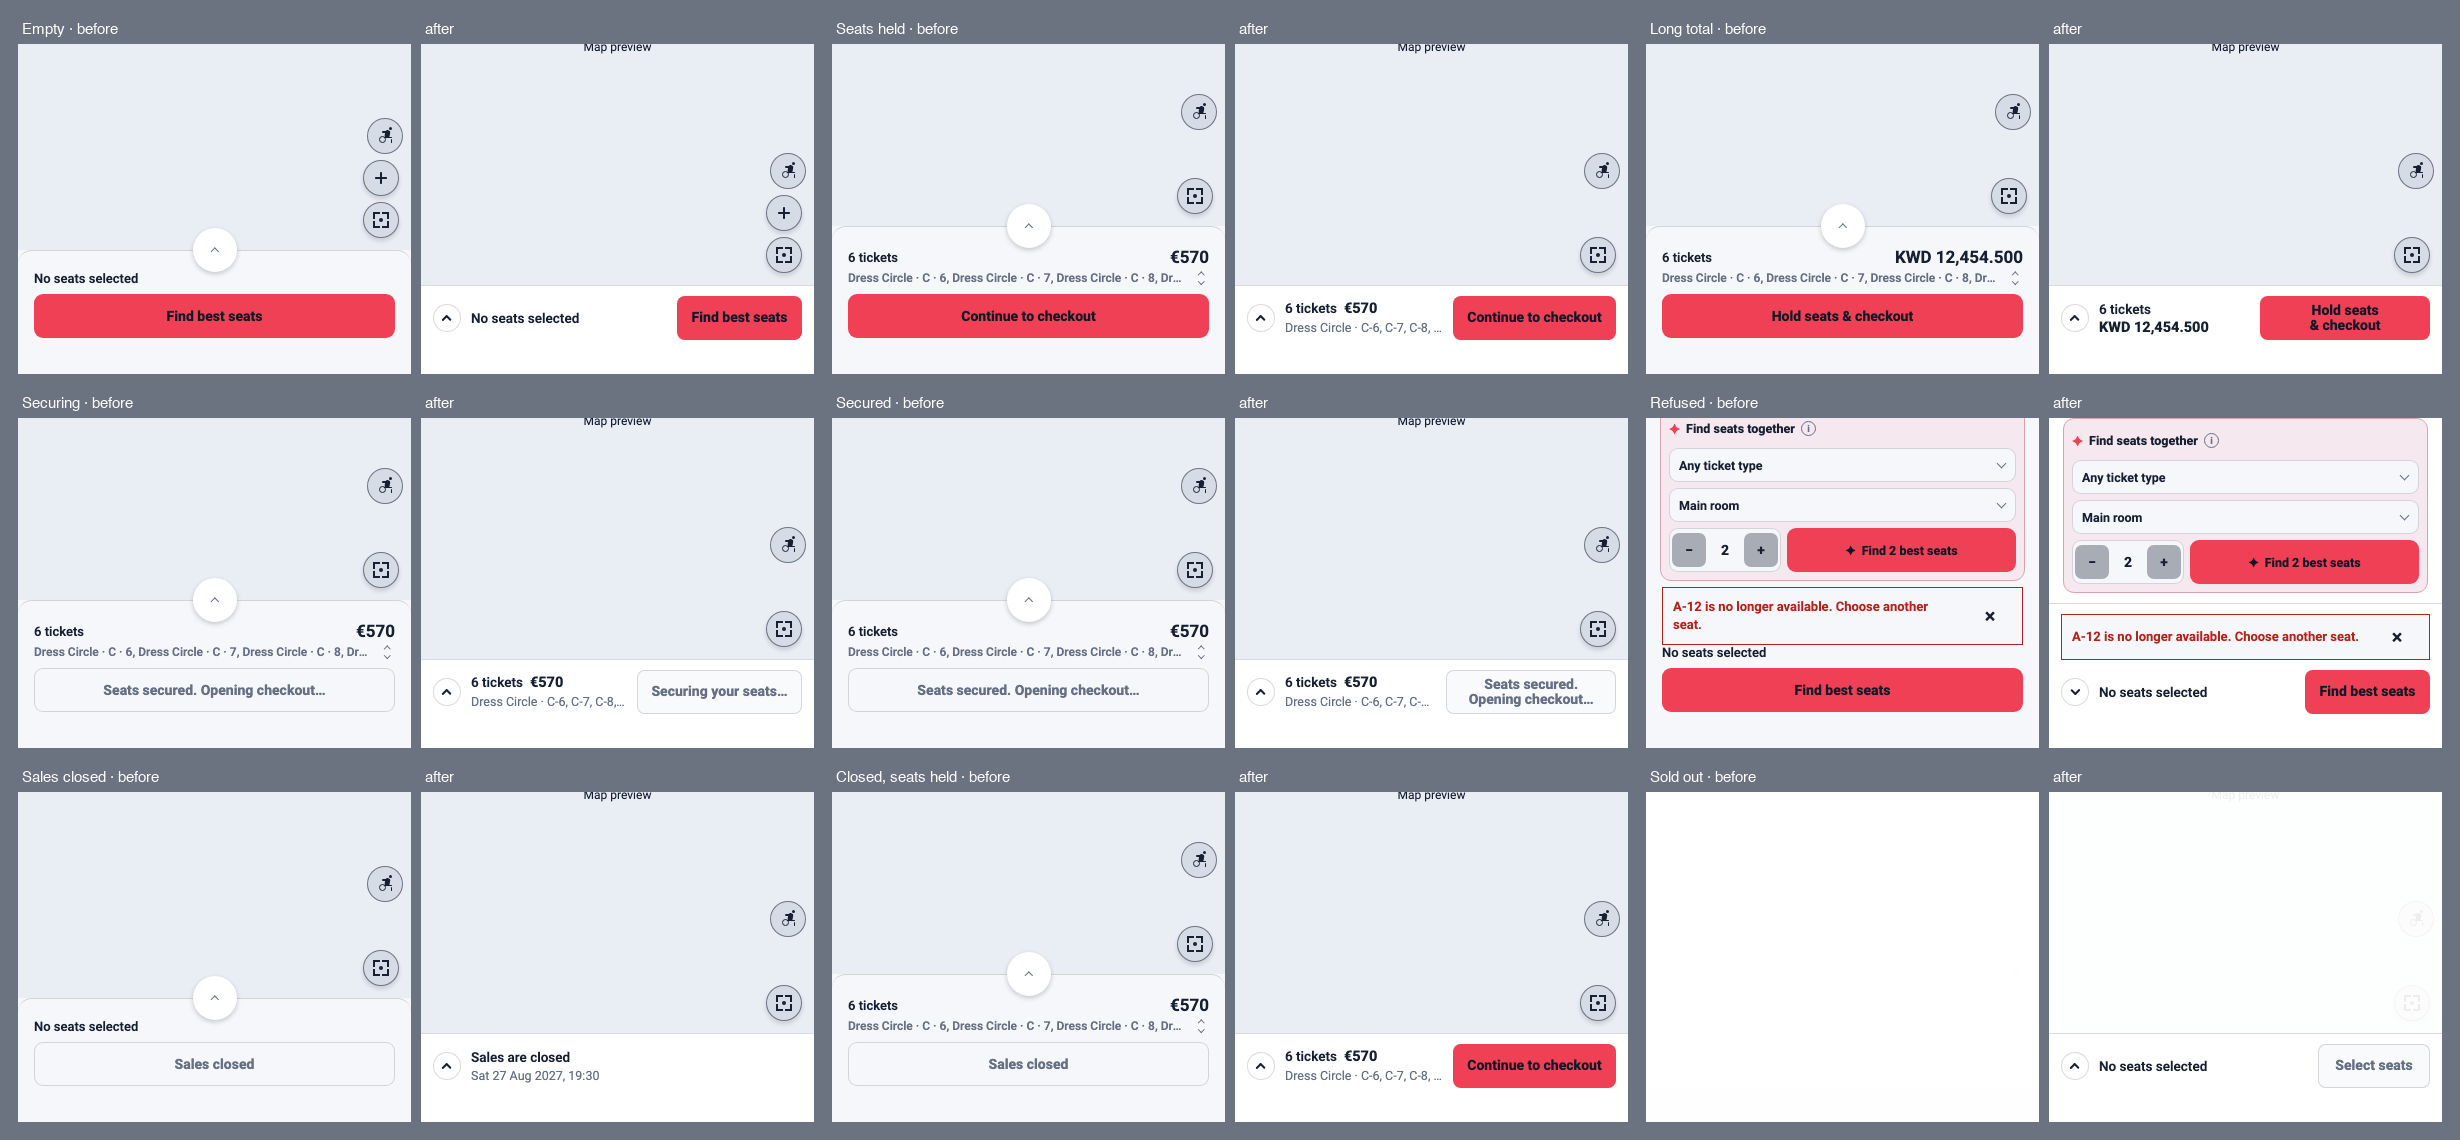 Empty · before
after
Seats held · before
after
Long total · before
after
Map preview
Map preview
Map preview
No seats selected
Find best seats
No seats selected
Find best seats
6 tickets
€570
Dress Circle · C · 6, Dress Circle · C · 7, Dress Circle · C · 8, Dr...
Continue to checkout
6 tickets €570
Dress Circle · C-6, C-7, C-8, ...
Continue to checkout
6 tickets
KWD 12,454.500
Dress Circle · C · 6, Dress Circle · C · 7, Dress Circle · C · 8, Dr...
Hold seats & checkout
6 tickets
KWD 12,454.500
Hold seats
& checkout
Securing · before
after
Secured · before
after
Refused · before
after
Map preview
Map preview
6 tickets
€570
Dress Circle · C · 6, Dress Circle · C · 7, Dress Circle · C · 8, Dr...
Seats secured. Opening checkout...
6 tickets €570
Dress Circle · C-6, C-7, C-8,...
Securing your seats...
6 tickets
€570
Dress Circle · C · 6, Dress Circle · C · 7, Dress Circle · C · 8, Dr...
Seats secured. Opening checkout...
6 tickets €570
Dress Circle · C-6, C-7, C-...
Seats secured.
Opening checkout...
Find seats together
Any ticket type
Main room
− 2 +
Find 2 best seats
A-12 is no longer available. Choose another
seat.
No seats selected
Find best seats
Find seats together
Any ticket type
Main room
− 2 +
Find 2 best seats
A-12 is no longer available. Choose another seat.
No seats selected
Find best seats
Sales closed · before
after
Closed, seats held · before
after
Sold out · before
after
Map preview
Map preview
Map preview
No seats selected
Sales closed
Sales are closed
Sat 27 Aug 2027, 19:30
6 tickets
€570
Dress Circle · C · 6, Dress Circle · C · 7, Dress Circle · C · 8, Dr...
Sales closed
6 tickets €570
Dress Circle · C-6, C-7, C-8, ...
Continue to checkout
No seats selected
Select seats